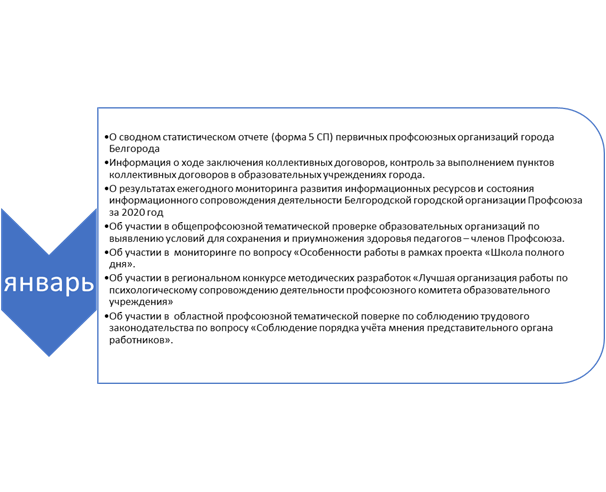 январь
•О сводном статистическом отчете (форма 5 СП) первичных профсоюзных организаций города
Белгорода
•Информация о ходе заключения коллективных договоров, контроль за выполнением пунктов
коллективных договоров в образовательных учреждениях города.
•О результатах ежегодного мониторинга развития информационных ресурсов и состояния
информационного сопровождения деятельности Белгородской городской организации Профсоюза
за 2020 год
•Об участии в общепрофсоюзной тематической проверке образовательных организаций по
выявлению условий для сохранения и приумножения здоровья педагогов – членов Профсоюза.
•Об участии в мониторинге по вопросу «Особенности работы в рамках проекта «Школа полного
дня».
•Об участии в региональном конкурсе методических разработок «Лучшая организация работы по
психологическому сопровождению деятельности профсоюзного комитета образовательного
учреждения»
•Об участии в областной профсоюзной тематической поверке по соблюдению трудового
законодательства по вопросу «Соблюдение порядка учёта мнения представительного органа
работников».